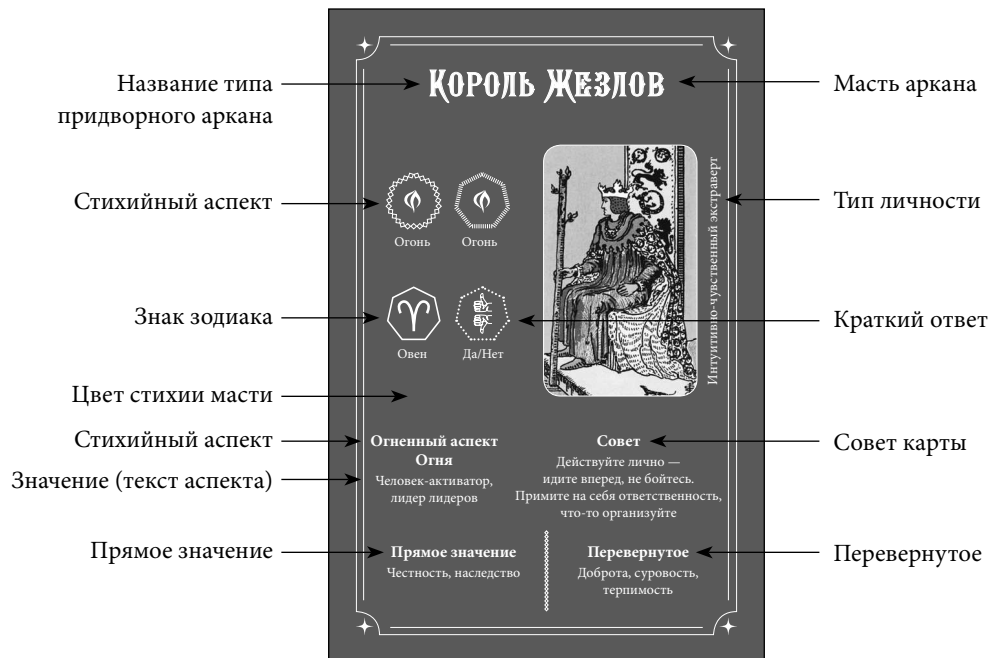 Название типа
придворного аркана
Стихийный аспект
Знак зодиака
Цвет стихии масти
Стихийный аспект
Значение (текст аспекта)
Прямое значение
Король Жезлов
Огонь
Огонь
Овен
Да/Нет
Интуитивно-чувственный экстраверт
Огненный аспект
Огня
Человек-активатор,
лидер лидеров
Совет
Действуйте лично —
идите вперед, не бойтесь.
Примите на себя ответственность,
что-то организуйте
Прямое значение
Честность, наследство
Перевернутое
Доброта, суровость,
терпимость
Масть аркана
Тип личности
Краткий ответ
Совет карты
Перевернутое